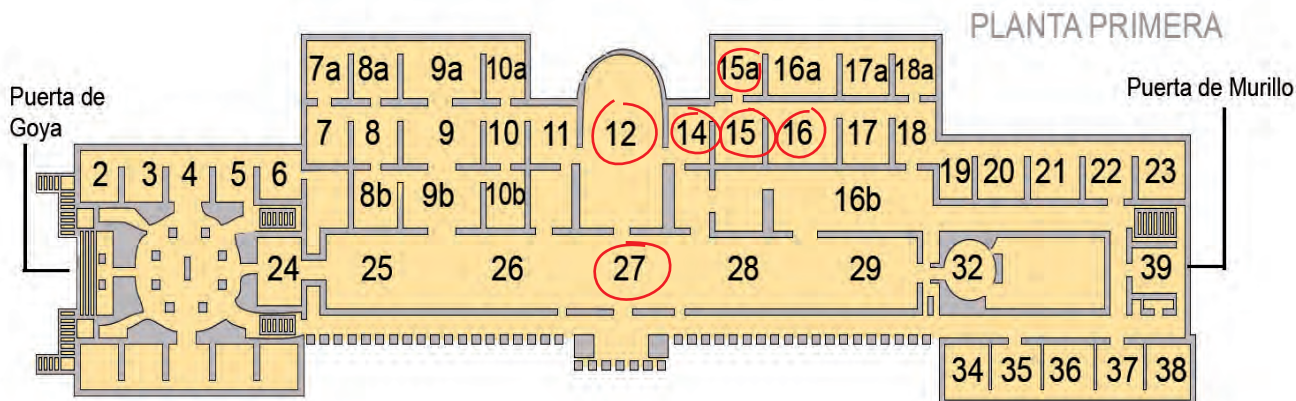 PLANTA PRIMERA
Puerta de
Goya
Puerta de Murillo
7a 8a 9a 10a 15a 16a 17a 18a
7 8 9 10 11 12 14 15 16 17 18
2 3 4 5 6 19 20 21 22 23
8b 9b 10b 16b
24 25 26 27 28 29 32 39
34 35 36 37 38